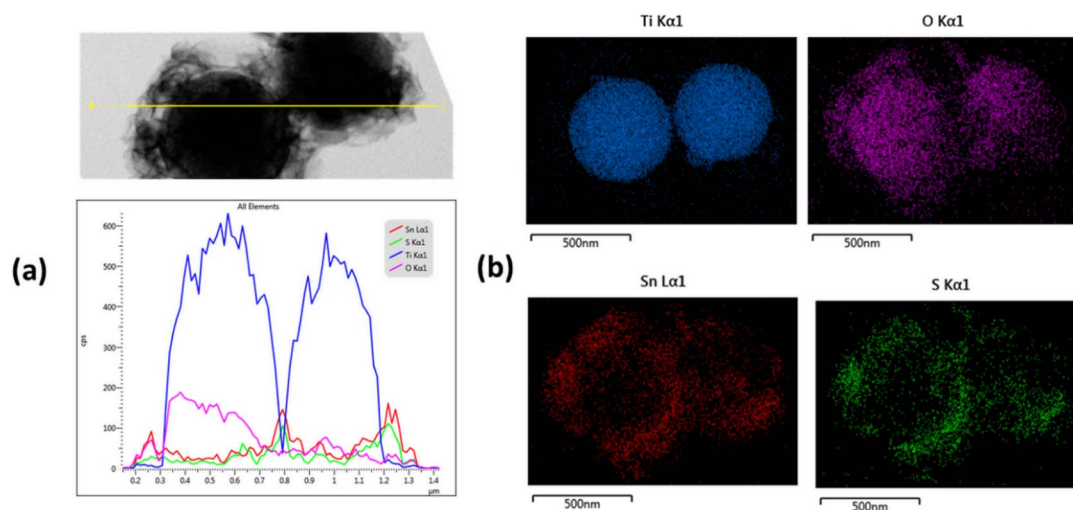 (a)
All Elements
Sn Lα1
S Kα1
Ti Kα1
O Kα1
cps
600
500
400
300
200
100
0
0.2 0.3 0.4 0.5 0.6 0.7 0.8 0.9 1 1.1 1.2 1.3 1.4
µm
(b)
Ti Kα1
O Kα1
500nm
500nm
Sn Lα1
S Kα1
500nm
500nm